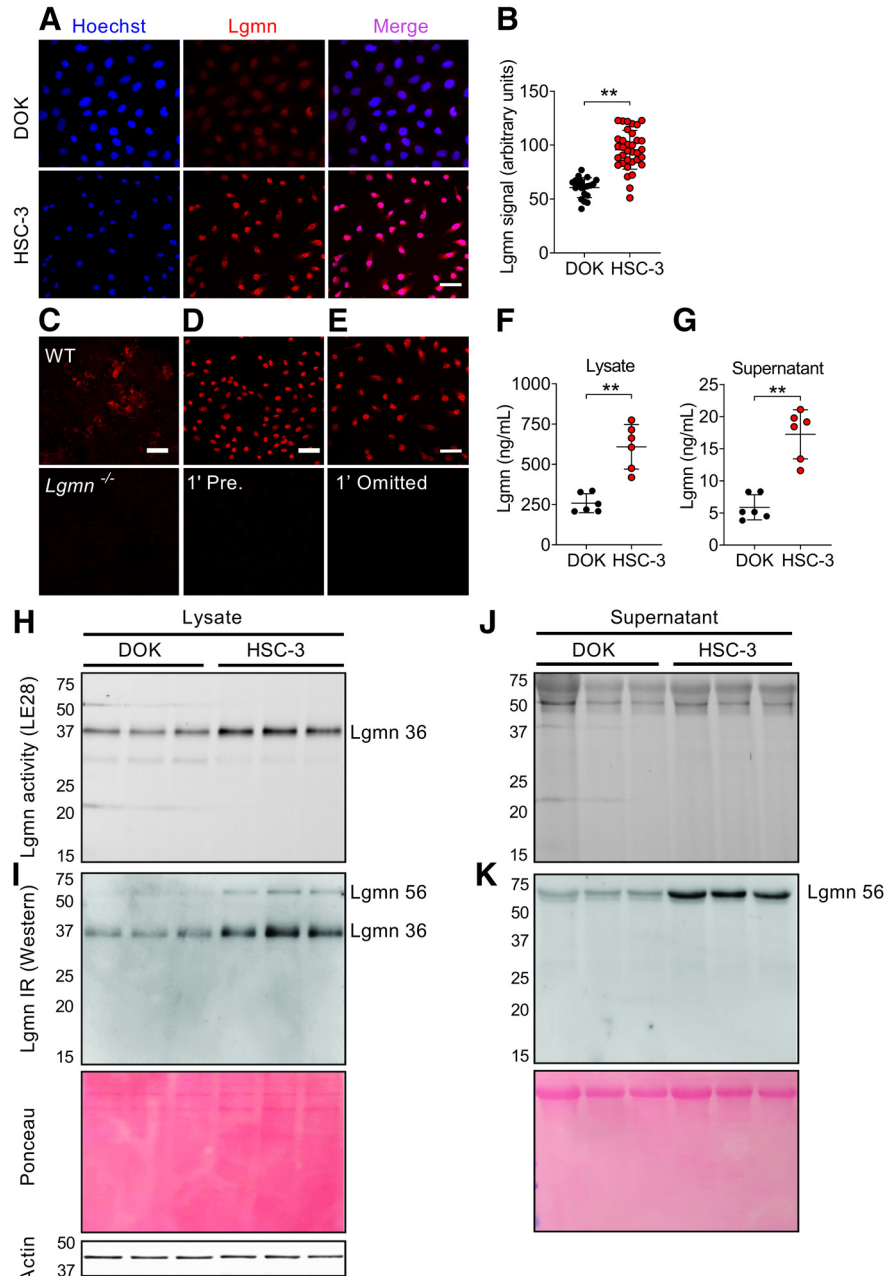 A
Hoechst
Lgmn
Merge
DOK
HSC-3
B
Lgmn signal (arbitrary units)
150
100
50
0
**
DOK HSC-3
C
WT
Lgmn -/-
D
1' Pre.
E
1’ Omitted
F
Lysate
Lgmn (ng/mL)
1000
750
500
250
0
**
DOK HSC-3
G
Supernatant
Lgmn (ng/mL)
25
20
15
10
5
0
**
DOK HSC-3
H
Lysate
DOK
HSC-3
Lgmn activity (LE28)
75
50
37
25
20
15
Lgmn 36
I
Lgmn IR (Western)
75
50
37
25
20
15
Lgmn 56
Lgmn 36
Ponceau
Actin
50
37
J
Supernatant
DOK
HSC-3
75
50
37
25
20
15
K
75
50
37
25
20
15
Lgmn 56